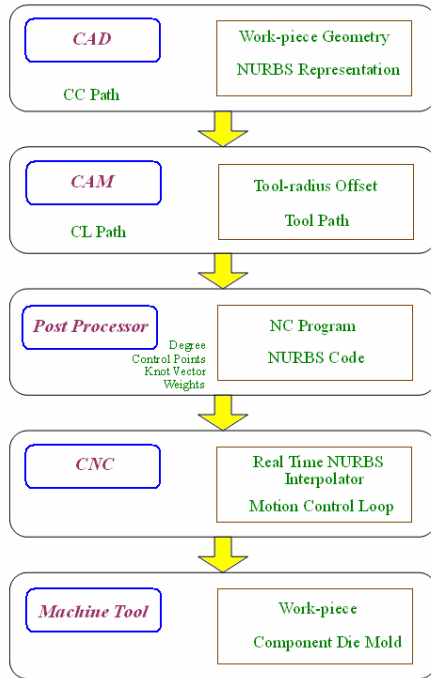 CAD
Work-piece Geometry
NURBS Representation
CC Path
CAM
Tool-radius Offset
Tool Path
CL Path
Post Processor
Degree
Control Points
Knot Vector
Weights
NC Program
NURBS Code
CNC
Real Time NURBS
Interpolator
Motion Control Loop
Machine Tool
Work-piece
Component Die Mold